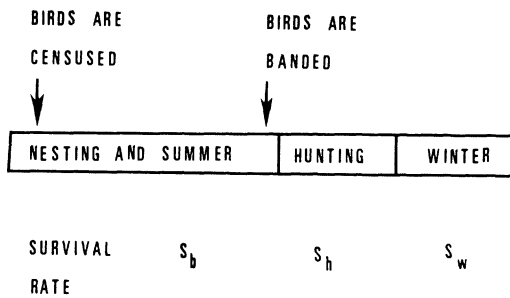 BIRDS ARE
CENSUSED
BIRDS ARE
BANDED
NESTING AND SUMMER
HUNTING
WINTER
SURVIVAL
RATE
S_b
S_h
S_w